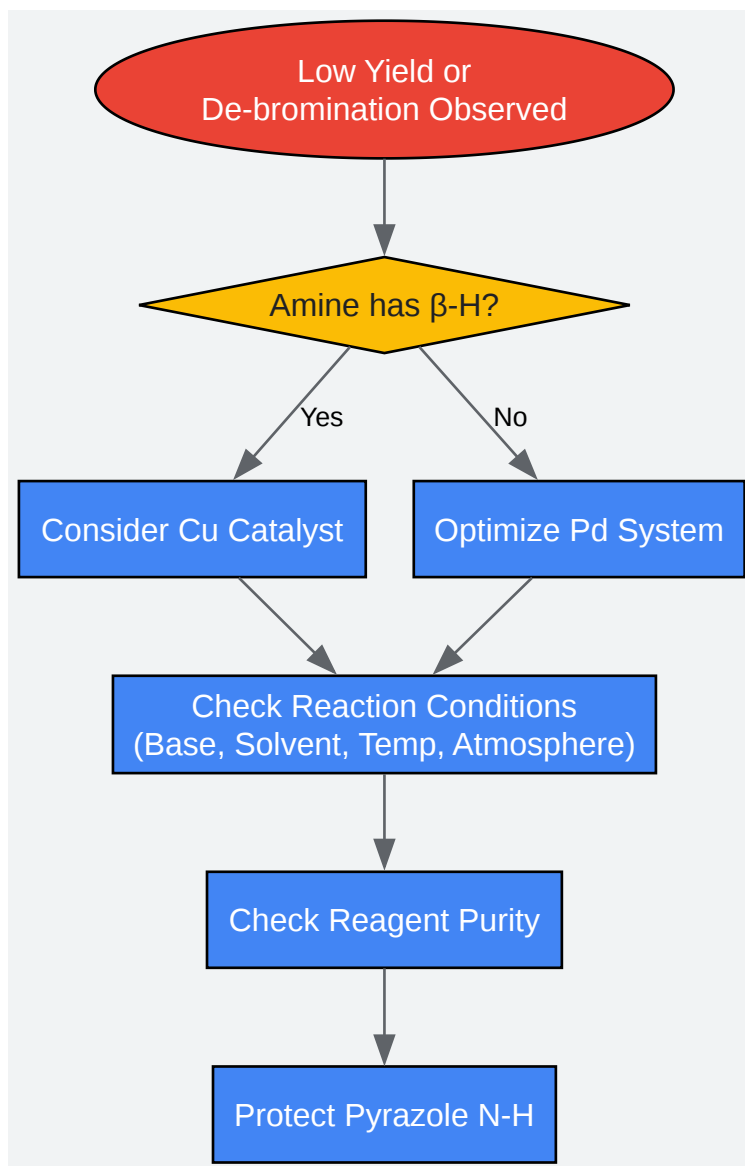 Low Yield or
De-bromination Observed
Amine has β-H?
Yes
No
Consider Cu Catalyst
Optimize Pd System
Check Reaction Conditions
(Base, Solvent, Temp, Atmosphere)
Check Reagent Purity
Protect Pyrazole N-H